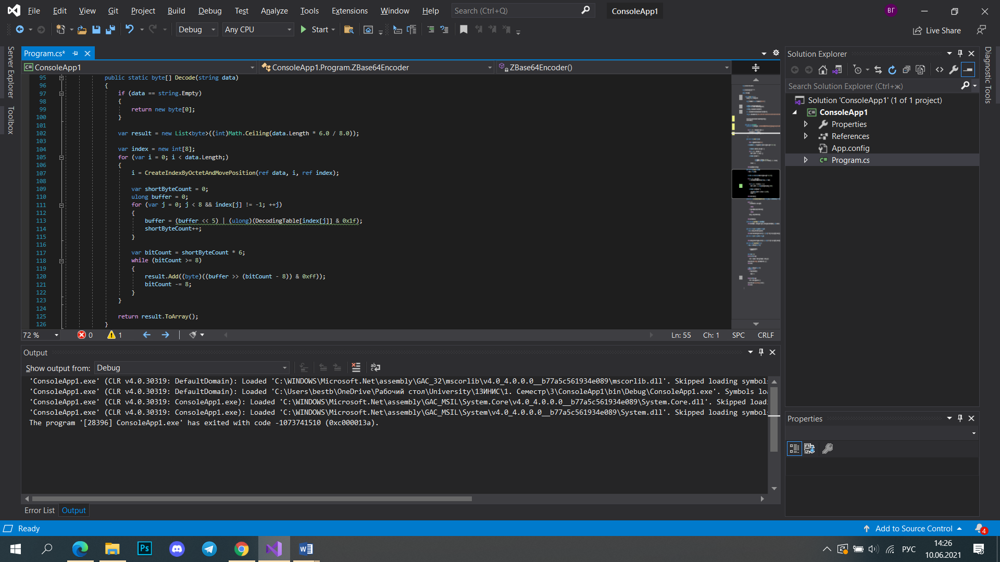 File Edit View Git Project Build Debug Test Analyze Tools Extensions Window Help Search (Ctrl+Q) ConsoleApp1 ВГ
Debug Any CPU Start Live Share
Server Explorer
Toolbox
Program.cs*
ConsoleApp1 ConsoleApp1.Program.ZBase64Encoder ZBase64Encoder()
95 public static byte[] Decode(string data)
96 {
97 if (data == string.Empty)
98 {
99 return new byte[0];
100 }
101
102 var result = new List<byte>((int)Math.Ceiling(data.Length * 6.0 / 8.0));
103
104 var index = new int[8];
105 for (var i = 0; i < data.Length;)
106 {
107 i = CreateIndexByOctetAndMovePosition(ref data, i, ref index);
108
109 var shortByteCount = 0;
110 ulong buffer = 0;
111 for (var j = 0; j < 8 && index[j] != -1; ++j)
112 {
113 buffer = (buffer << 5) | (ulong)(DecodingTable[index[j]] & 0x1f);
114 shortByteCount++;
115 }
116
117 var bitCount = shortByteCount * 6;
118 while (bitCount >= 8)
119 {
120 result.Add((byte)((buffer >> (bitCount - 8)) & 0xff));
121 bitCount -= 8;
122 }
123 }
124
125 return result.ToArray();
126 }
72 % 0 1 Ln: 55 Ch: 1 SPC CRLF
Output
Show output from: Debug
'ConsoleApp1.exe' (CLR v4.0.30319: DefaultDomain): Loaded 'C:\WINDOWS\Microsoft.Net\assembly\GAC_32\mscorlib\v4.0_4.0.0.0__b77a5c561934e089\mscorlib.dll'. Skipped loading symbols
'ConsoleApp1.exe' (CLR v4.0.30319: DefaultDomain): Loaded 'C:\Users\bestb\OneDrive\Рабочий стол\University\1ЗИНИС\1. Семестр\3\ConsoleApp1\bin\Debug\ConsoleApp1.exe'. Symbols loa
'ConsoleApp1.exe' (CLR v4.0.30319: ConsoleApp1.exe): Loaded 'C:\WINDOWS\Microsoft.Net\assembly\GAC_MSIL\System.Core\v4.0_4.0.0.0__b77a5c561934e089\System.Core.dll'. Skipped loadi
'ConsoleApp1.exe' (CLR v4.0.30319: ConsoleApp1.exe): Loaded 'C:\WINDOWS\Microsoft.Net\assembly\GAC_MSIL\System\v4.0_4.0.0.0__b77a5c561934e089\System.dll'. Skipped loading symbols
The program '[28396] ConsoleApp1.exe' has exited with code -1073741510 (0xc000013a).
Error List Output
Solution Explorer
Search Solution Explorer (Ctrl+ж)
Solution 'ConsoleApp1' (1 of 1 project)
C# ConsoleApp1
Properties
References
App.config
C# Program.cs
Properties
Diagnostic Tools
Ready Add to Source Control 4
Ps РУС 14:26
10.06.2021